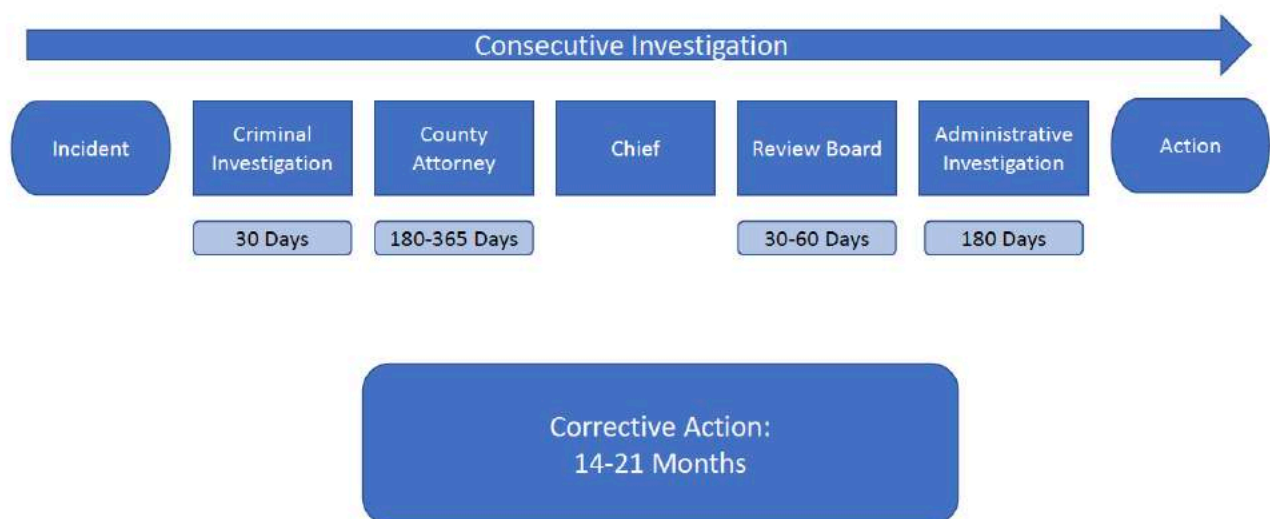 Consecutive Investigation
Incident
Criminal
Investigation
County
Attorney
Chief
Review Board
Administrative
Investigation
Action
30 Days
180-365 Days
30-60 Days
180 Days
Corrective Action:
14-21 Months